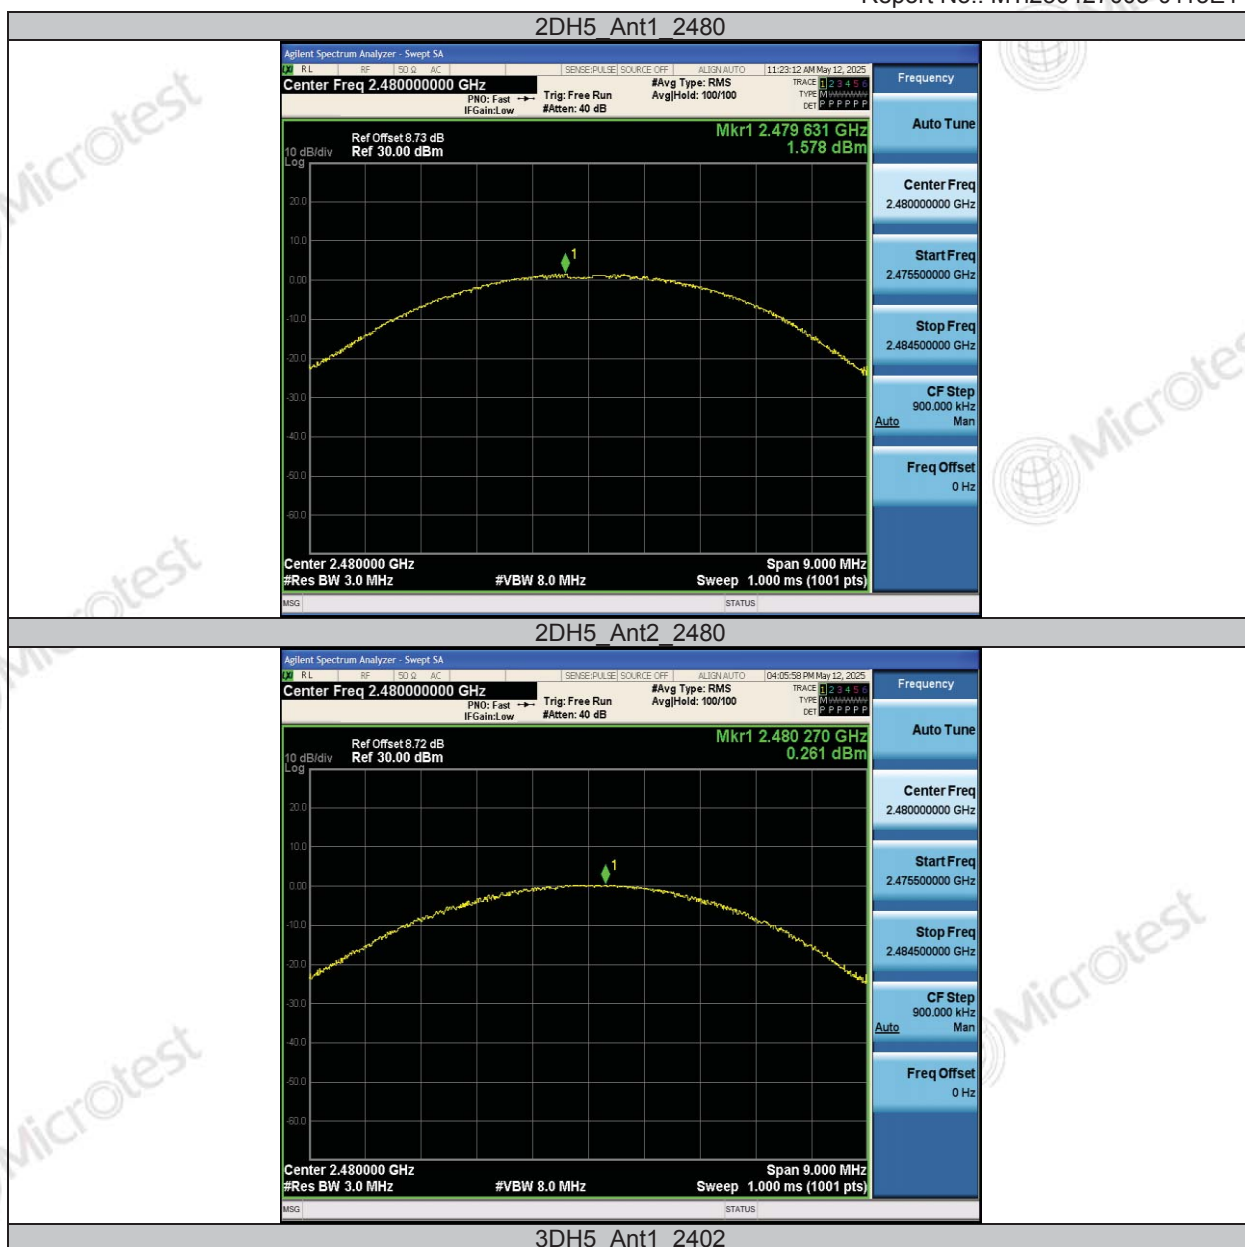 2DH5_Ant1_2480
Agilent Spectrum Analyzer - Swept SA
RL RF 50 Ω AC SENSE:PULSE SOURCE OFF ALIGN AUTO 11:23:12 AM May 12, 2025
Center Freq 2.480000000 GHz #Avg Type: RMS TRACE 1 2 3 4 5 6
PNO: Fast Trig: Free Run Avg|Hold: 100/100 TYPE M
IFGain:Low #Atten: 40 dB DET P P P P P P
Frequency
Auto Tune
Mkr1 2.479 631 GHz
Ref Offset 8.73 dB
10 dB/div Ref 30.00 dBm 1.578 dBm
Log
20.0
10.0
0.00
-10.0
-20.0
-30.0
-40.0
-50.0
-60.0
1
Center Freq
2.480000000 GHz
Start Freq
2.475500000 GHz
Stop Freq
2.484500000 GHz
CF Step
900.000 kHz
Auto Man
Freq Offset
0 Hz
Center 2.480000 GHz Span 9.000 MHz
#Res BW 3.0 MHz #VBW 8.0 MHz Sweep 1.000 ms (1001 pts)
MSG STATUS
2DH5_Ant2_2480
Agilent Spectrum Analyzer - Swept SA
RL RF 50 Ω AC SENSE:PULSE SOURCE OFF ALIGN AUTO 04:05:58 PM May 12, 2025
Center Freq 2.480000000 GHz #Avg Type: RMS TRACE 1 2 3 4 5 6
PNO: Fast Trig: Free Run Avg|Hold: 100/100 TYPE M
IFGain:Low #Atten: 40 dB DET P P P P P P
Frequency
Auto Tune
Mkr1 2.480 270 GHz
Ref Offset 8.72 dB
10 dB/div Ref 30.00 dBm 0.261 dBm
Log
20.0
10.0
0.00
-10.0
-20.0
-30.0
-40.0
-50.0
-60.0
1
Center Freq
2.480000000 GHz
Start Freq
2.475500000 GHz
Stop Freq
2.484500000 GHz
CF Step
900.000 kHz
Auto Man
Freq Offset
0 Hz
Center 2.480000 GHz Span 9.000 MHz
#Res BW 3.0 MHz #VBW 8.0 MHz Sweep 1.000 ms (1001 pts)
MSG STATUS
3DH5_Ant1_2402
Microtest
Microtest
Microtest
Microtest
Microtest